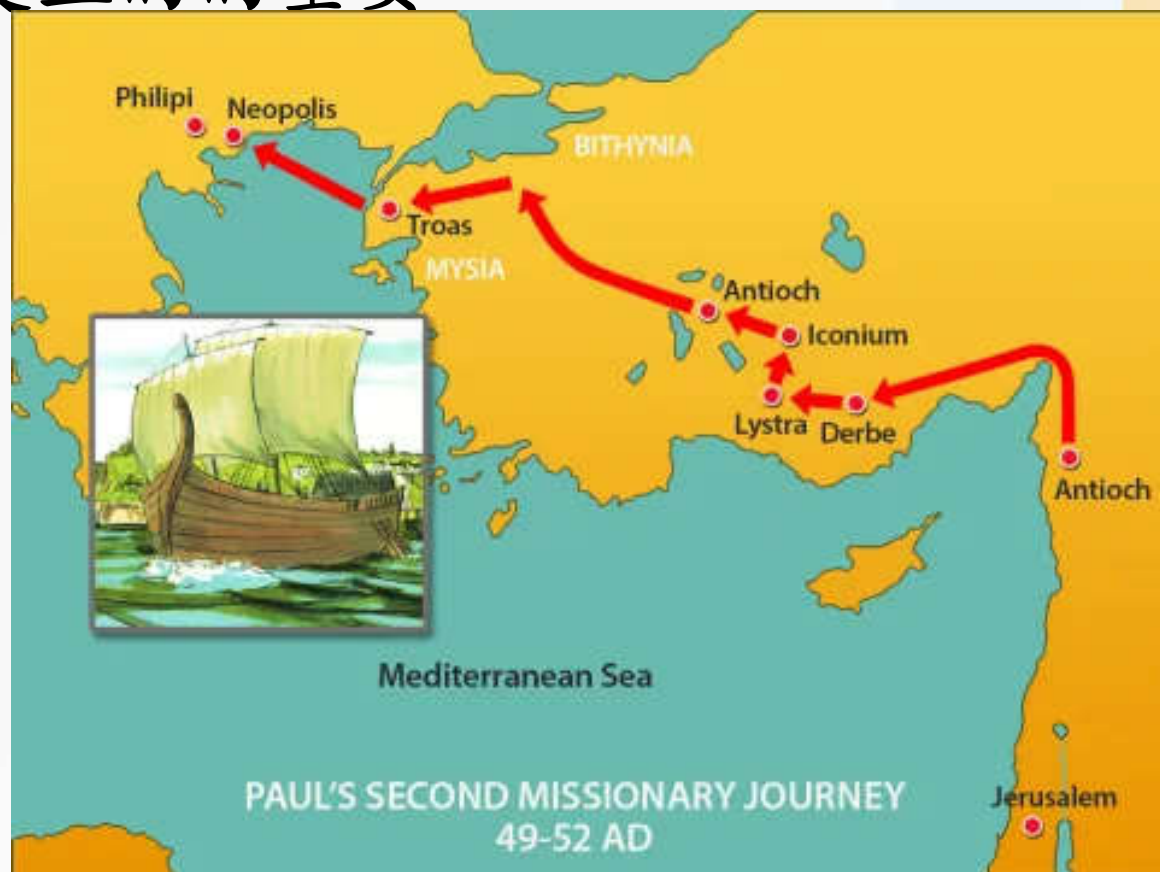 Philipi
Neopolis
BITHYNIA
Troas
MYSIA
Antioch
Iconium
Lystra
Derbe
Antioch
Mediterranean Sea
PAUL'S SECOND MISSIONARY JOURNEY
49-52 AD
Jerusalem